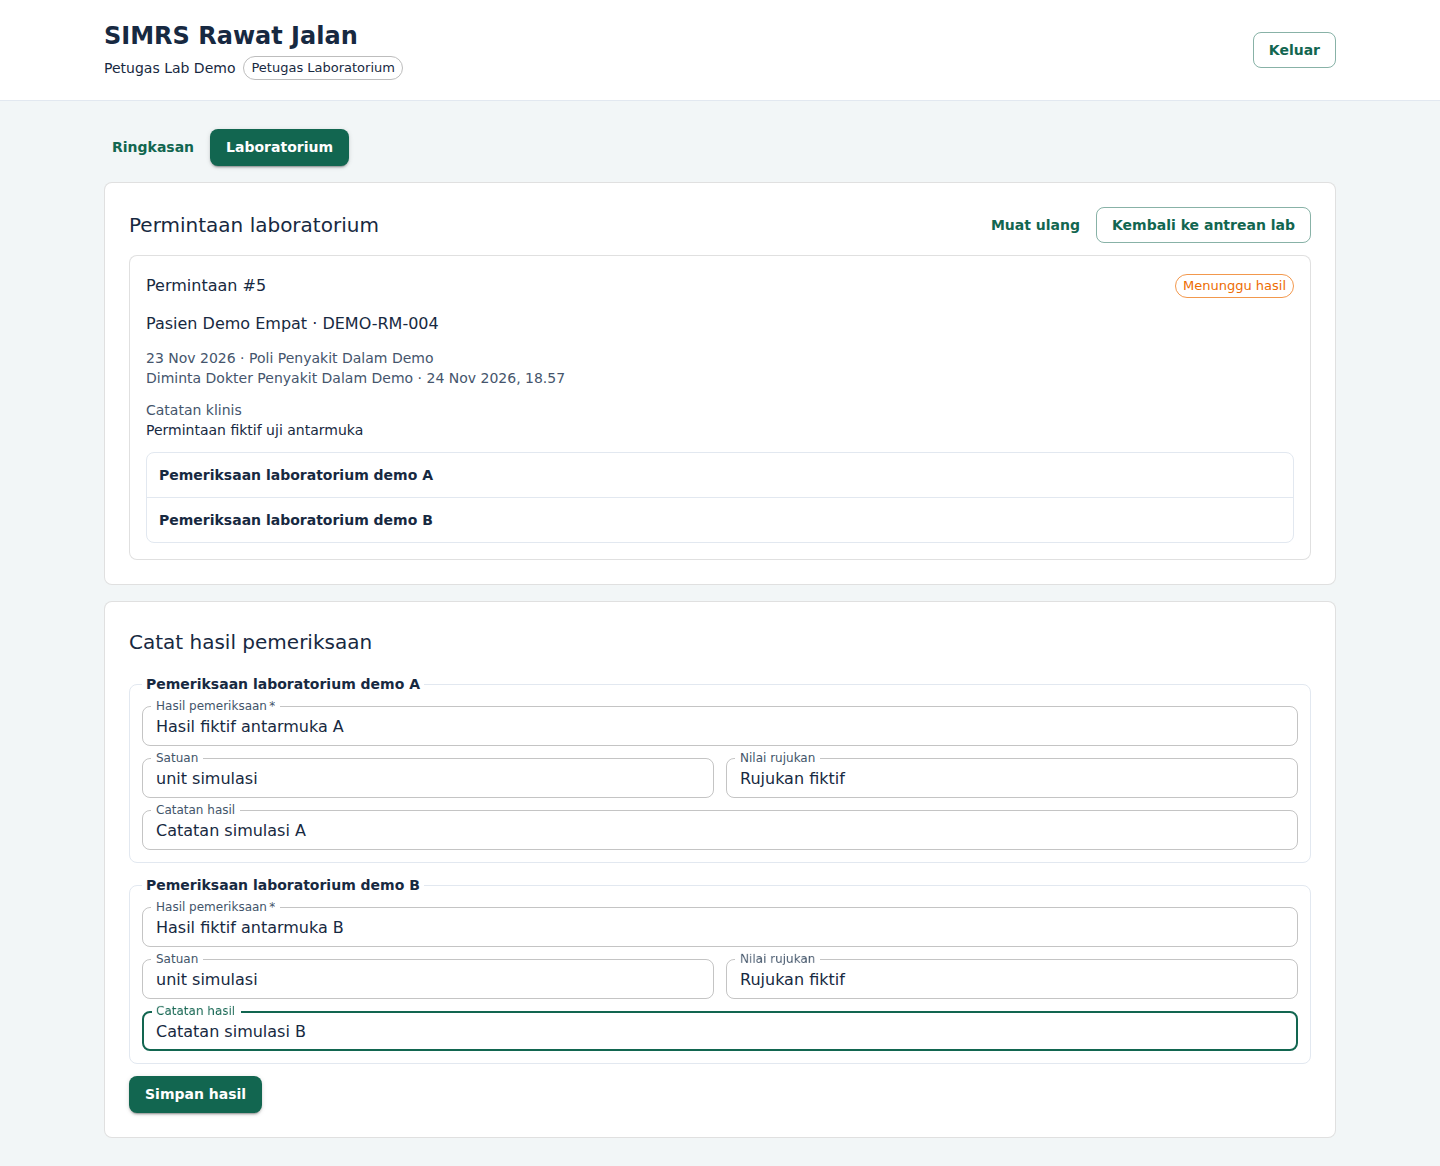 SIMRS Rawat Jalan
Petugas Lab Demo Petugas Laboratorium
Keluar
Ringkasan Laboratorium
Permintaan laboratorium
Muat ulang Kembali ke antrean lab
Permintaan #5
Menunggu hasil
Pasien Demo Empat · DEMO-RM-004
23 Nov 2026 · Poli Penyakit Dalam Demo
Diminta Dokter Penyakit Dalam Demo · 24 Nov 2026, 18.57
Catatan klinis
Permintaan fiktif uji antarmuka
Pemeriksaan laboratorium demo A
Pemeriksaan laboratorium demo B
Catat hasil pemeriksaan
Pemeriksaan laboratorium demo A
Hasil pemeriksaan *
Hasil fiktif antarmuka A
Satuan
unit simulasi
Nilai rujukan
Rujukan fiktif
Catatan hasil
Catatan simulasi A
Pemeriksaan laboratorium demo B
Hasil pemeriksaan *
Hasil fiktif antarmuka B
Satuan
unit simulasi
Nilai rujukan
Rujukan fiktif
Catatan hasil
Catatan simulasi B
Simpan hasil